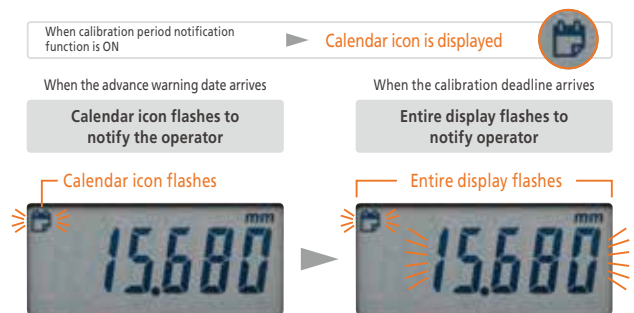 When calibration period notification
function is ON
Calendar icon is displayed
When the advance warning date arrives
Calendar icon flashes to
notify the operator
Calendar icon flashes
mm
15.680
When the calibration deadline arrives
Entire display flashes to
notify operator
Entire display flashes
mm
15.680